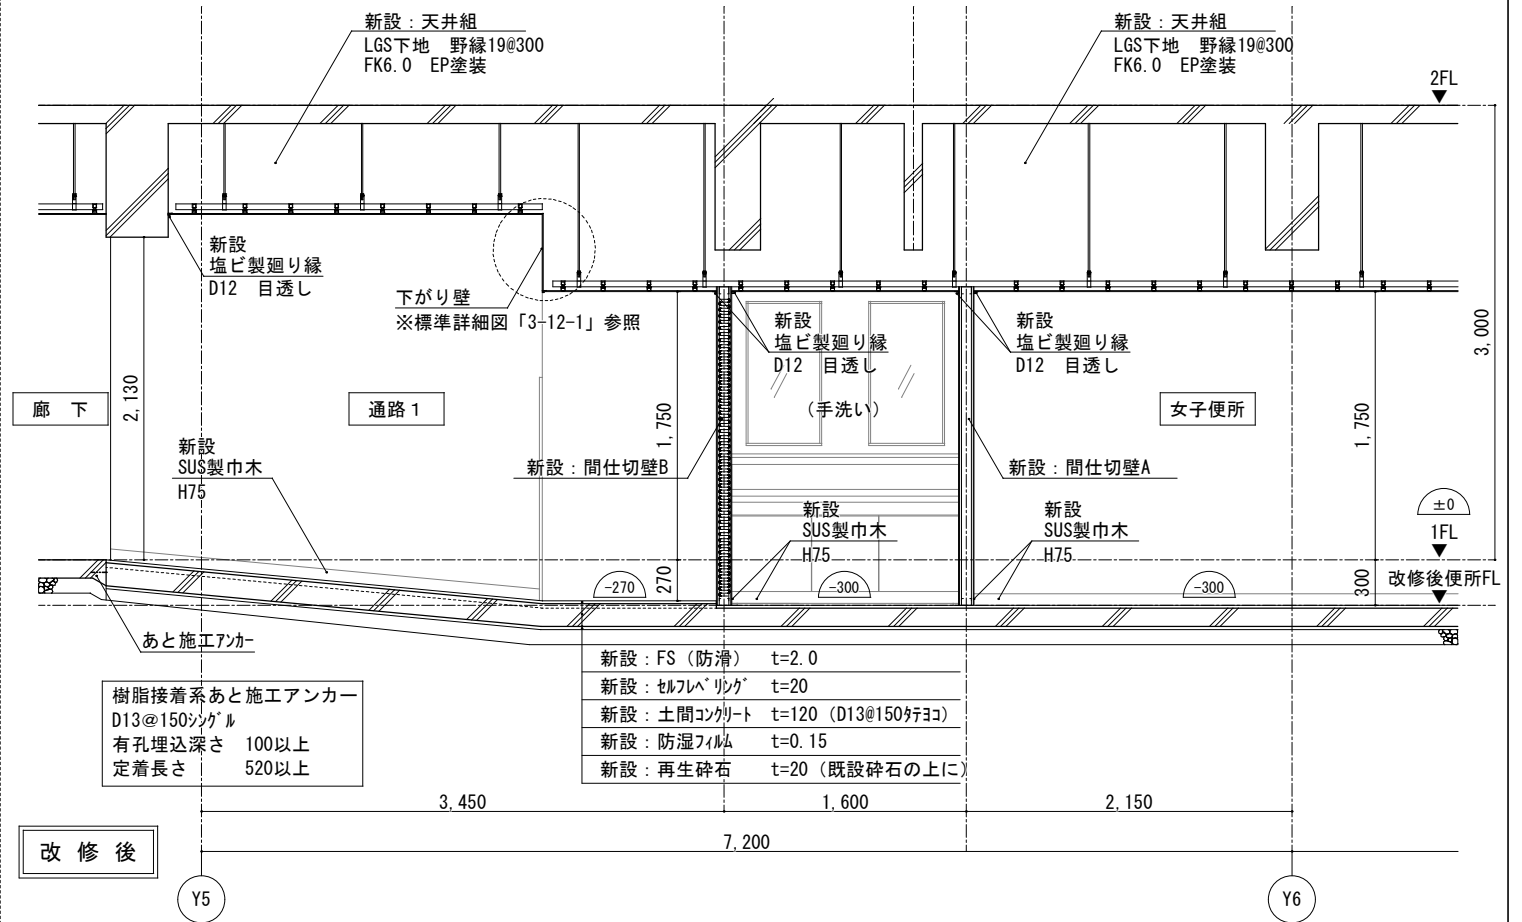 新設：天井組
LGS下地　野縁19@300
FK6.0　EP塗装
新設：天井組
LGS下地　野縁19@300
FK6.0　EP塗装
2FL
新設
塩ビ製廻り縁
D12　目透し
下がり壁
※標準詳細図「3-12-1」参照
新設
塩ビ製廻り縁
D12　目透し
新設
塩ビ製廻り縁
D12　目透し
3,000
廊　下
2,130
通路１
1,750
（手洗い）
女子便所
1,750
新設
SUS製巾木
H75
新設：間仕切壁B
新設：間仕切壁A
新設
SUS製巾木
H75
新設
SUS製巾木
H75
±0
1FL
-270
270
-300
-300
300
改修後便所FL
あと施工アンカー
樹脂接着系あと施工アンカー
D13@150シングル
有孔埋込深さ　100以上
定着長さ　520以上
新設：FS（防滑）　t=2.0
新設：セルフレベリング　t=20
新設：土間コンクリート　t=120（D13@150タテヨコ）
新設：防湿フィルム　t=0.15
新設：再生砕石　t=20（既設砕石の上に）
3,450
1,600
2,150
7,200
改 修 後
Y5
Y6